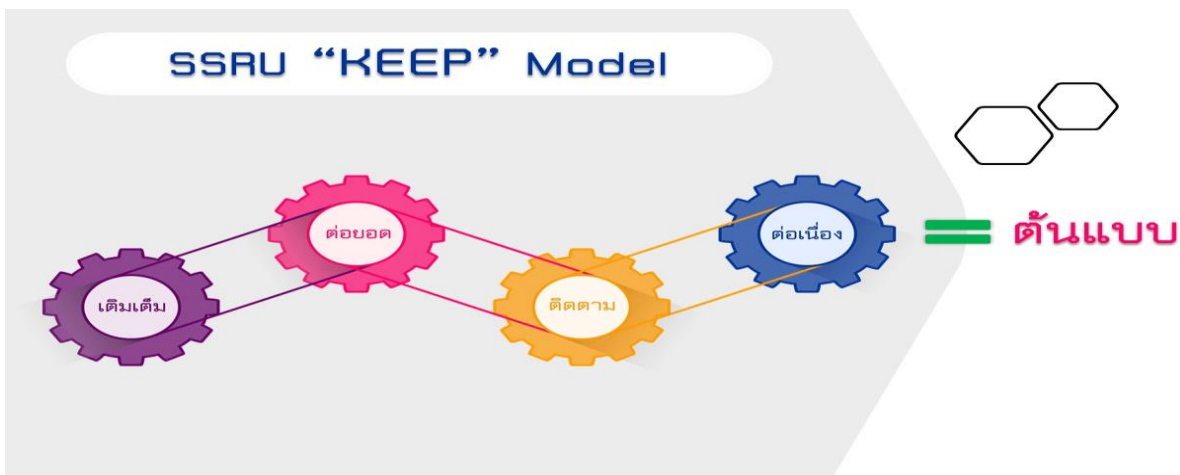 SSRU “KEEP” Model
เติมเต็ม
ต่อยอด
ติดตาม
ต่อเนื่อง
= ต้นแบบ